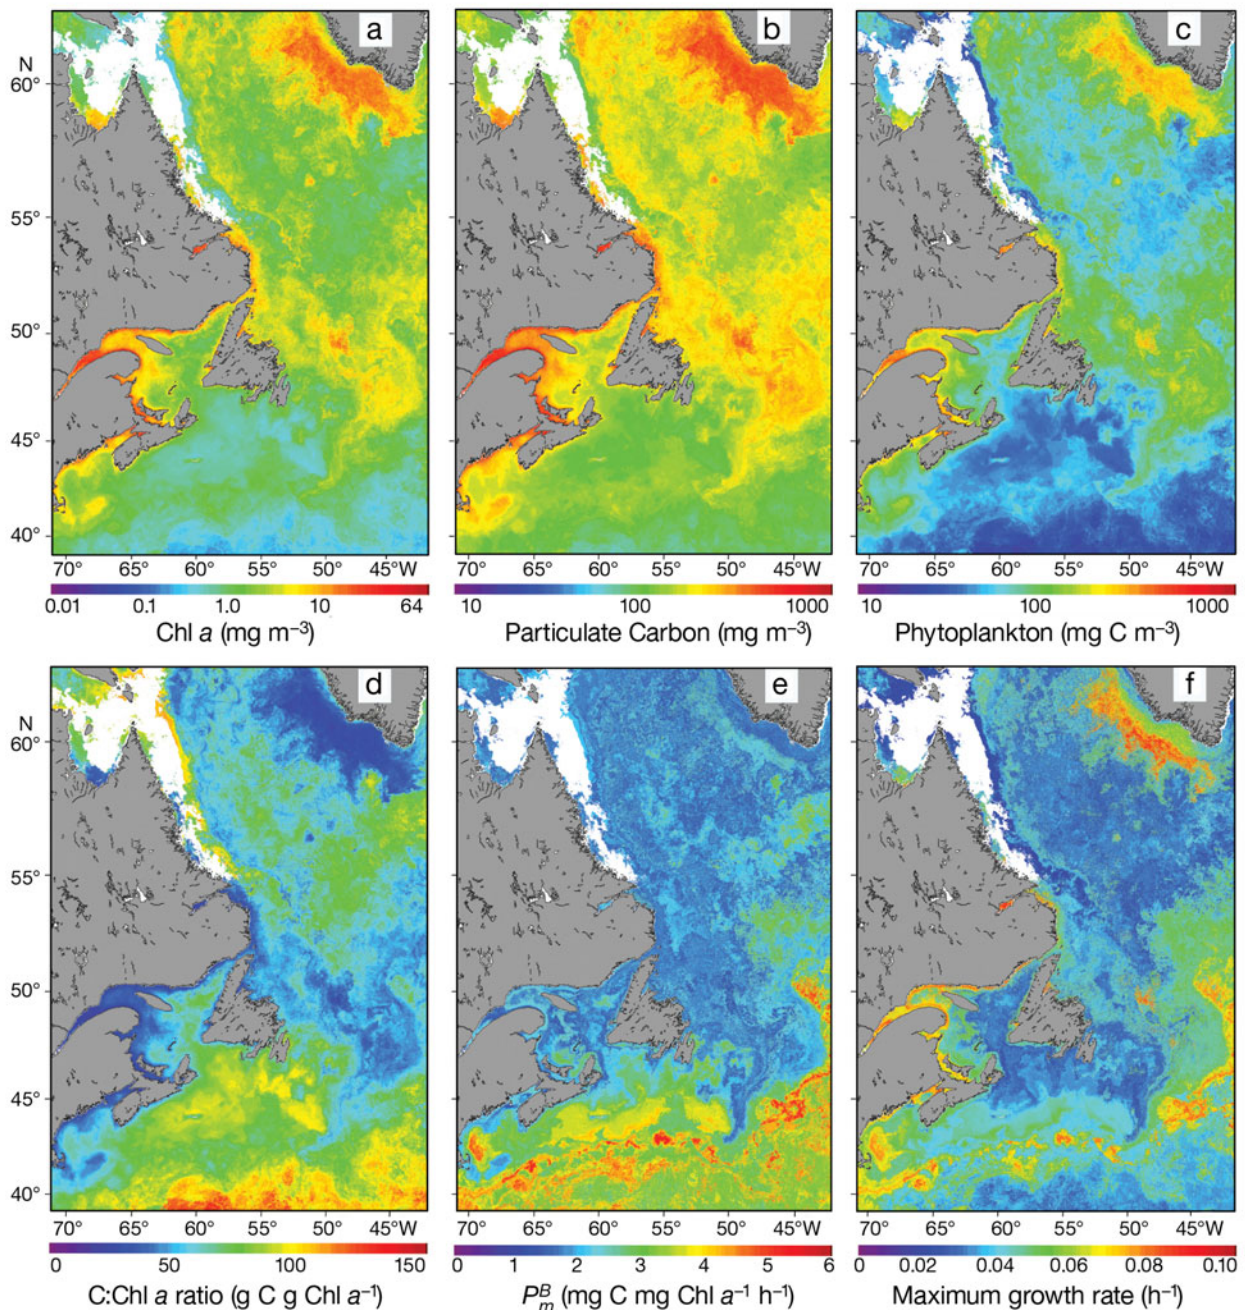 a
b
c
N
60°
55°
50°
45°
40°
70° 65° 60° 55° 50° 45°W
70° 65° 60° 55° 50° 45°W
70° 65° 60° 55° 50° 45°W
0.01 0.1 1.0 10 64
10 100 1000
10 100 1000
Chl a (mg m⁻³)
Particulate Carbon (mg m⁻³)
Phytoplankton (mg C m⁻³)
d
e
f
N
60°
55°
50°
45°
40°
70° 65° 60° 55° 50° 45°W
70° 65° 60° 55° 50° 45°W
70° 65° 60° 55° 50° 45°W
0 50 100 150
0 1 2 3 4 5 6
0 0.02 0.04 0.06 0.08 0.10
C:Chl a ratio (g C g Chl a⁻¹)
P_m^B (mg C mg Chl a⁻¹ h⁻¹)
Maximum growth rate (h⁻¹)